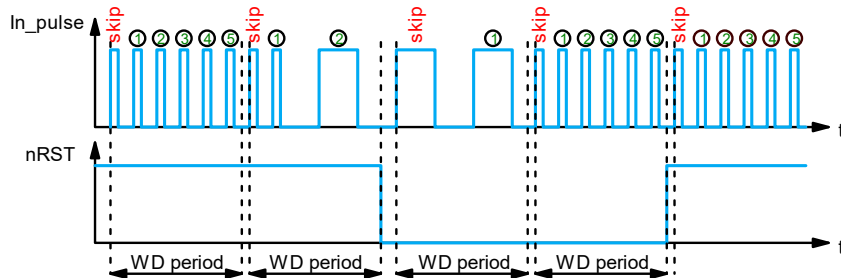 In_pulse
skip 1 2 3 4 5 skip 1 2 skip 1 skip 1 2 3 4 5 skip 1 2 3 4 5
t
nRST
t
WD period WD period WD period WD period